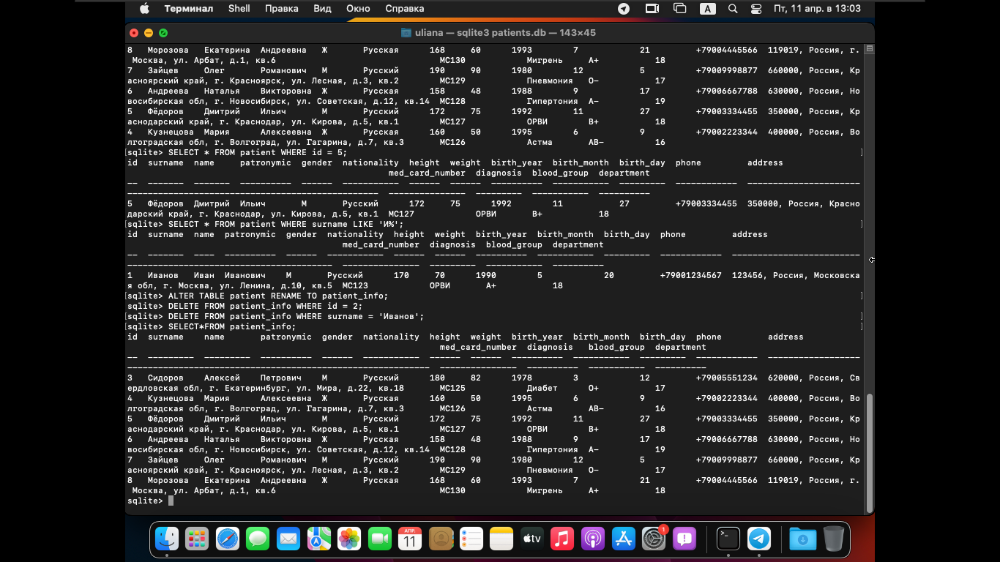 Терминал Shell Правка Вид Окно Справка A Пт, 11 апр. в 13:03
uliana — sqlite3 patients.db — 143×45
8 Морозова Екатерина Андреевна Ж Русская 168 60 1993 7 21 +79004445566 119019, Россия, г.
Москва, ул. Арбат, д.1, кв.6 МС130 Мигрень A+ 18
7 Зайцев Олег Романович М Русский 190 90 1980 12 5 +79009998877 660000, Россия, Кр
асноярский край, г. Красноярск, ул. Лесная, д.3, кв.2 МС129 Пневмония O- 17
6 Андреева Наталья Викторовна Ж Русская 158 48 1988 9 17 +79006667788 630000, Россия, Но
восибирская обл, г. Новосибирск, ул. Советская, д.12, кв.14 МС128 Гипертония A- 19
5 Фёдоров Дмитрий Ильич М Русский 172 75 1992 11 27 +79003334455 350000, Россия, Кр
аснодарский край, г. Краснодар, ул. Кирова, д.5, кв.1 МС127 ОРВИ B+ 18
4 Кузнецова Мария Алексеевна Ж Русская 160 50 1995 6 9 +79002223344 400000, Россия, Во
лгоградская обл, г. Волгоград, ул. Гагарина, д.7, кв.3 МС126 Астма AB- 16
[sqlite> SELECT * FROM patient WHERE id = 5; ]
id surname name patronymic gender nationality height weight birth_year birth_month birth_day phone address
med_card_number diagnosis blood_group department
5 Фёдоров Дмитрий Ильич М Русский 172 75 1992 11 27 +79003334455 350000, Россия, Красно
дарский край, г. Краснодар, ул. Кирова, д.5, кв.1 МС127 ОРВИ B+ 18
[sqlite> SELECT * FROM patient WHERE surname LIKE 'И%'; ]
id surname name patronymic gender nationality height weight birth_year birth_month birth_day phone address
med_card_number diagnosis blood_group department
1 Иванов Иван Иванович М Русский 170 70 1990 5 20 +79001234567 123456, Россия, Московска
я обл, г. Москва, ул. Ленина, д.10, кв.5 МС123 ОРВИ A+ 18
[sqlite> ALTER TABLE patient RENAME TO patient_info; ]
sqlite> DELETE FROM patient_info WHERE id = 2;
[sqlite> DELETE FROM patient_info WHERE surname = 'Иванов'; ]
[sqlite> SELECT*FROM patient_info; ]
id surname name patronymic gender nationality height weight birth_year birth_month birth_day phone address
med_card_number diagnosis blood_group department
3 Сидоров Алексей Петрович М Русский 180 82 1978 3 12 +79005551234 620000, Россия, Св
ердловская обл, г. Екатеринбург, ул. Мира, д.22, кв.18 МС125 Диабет O+ 17
4 Кузнецова Мария Алексеевна Ж Русская 160 50 1995 6 9 +79002223344 400000, Россия, Во
лгоградская обл, г. Волгоград, ул. Гагарина, д.7, кв.3 МС126 Астма AB- 16
5 Фёдоров Дмитрий Ильич М Русский 172 75 1992 11 27 +79003334455 350000, Россия, Кр
аснодарский край, г. Краснодар, ул. Кирова, д.5, кв.1 МС127 ОРВИ B+ 18
6 Андреева Наталья Викторовна Ж Русская 158 48 1988 9 17 +79006667788 630000, Россия, Но
восибирская обл, г. Новосибирск, ул. Советская, д.12, кв.14 МС128 Гипертония A- 19
7 Зайцев Олег Романович М Русский 190 90 1980 12 5 +79009998877 660000, Россия, Кр
асноярский край, г. Красноярск, ул. Лесная, д.3, кв.2 МС129 Пневмония O- 17
8 Морозова Екатерина Андреевна Ж Русская 168 60 1993 7 21 +79004445566 119019, Россия, г.
Москва, ул. Арбат, д.1, кв.6 МС130 Мигрень A+ 18
sqlite>
АПР.
11
tv
1